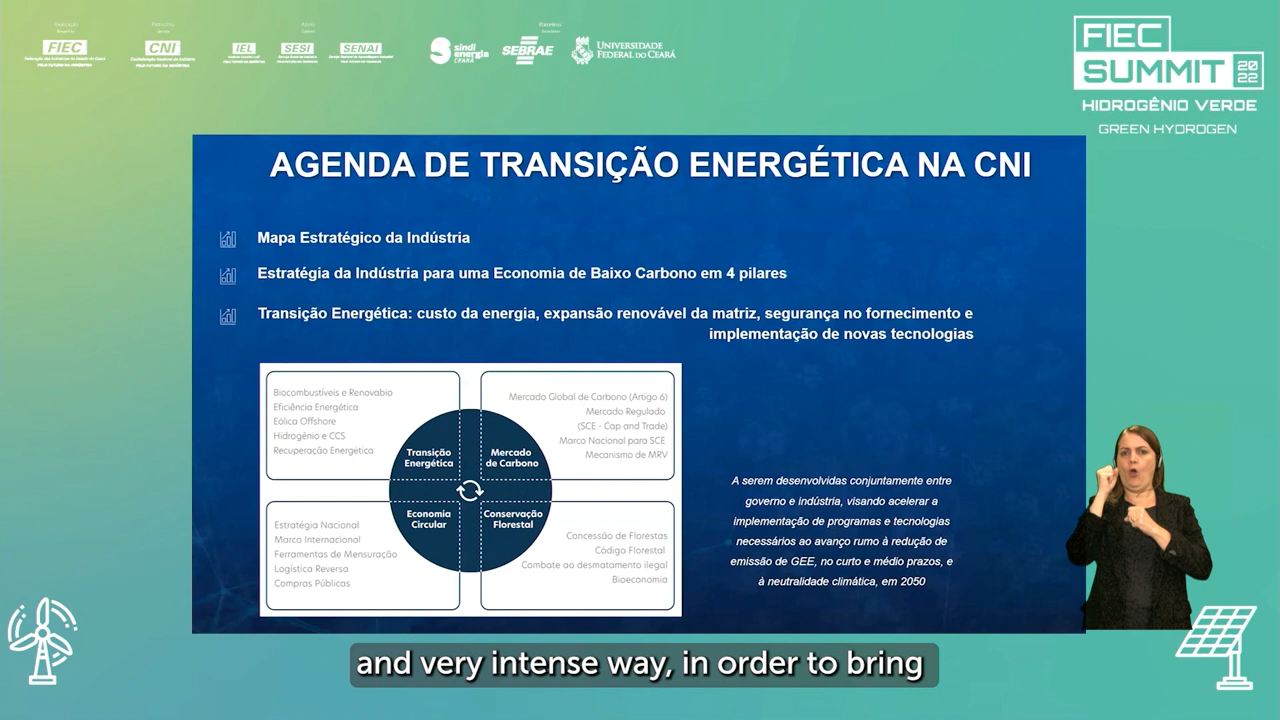 Realização
FIEC
CNI
Apoio
IEL
SESI
SENAI
sindi
energia
CEARÁ
SEBRAE
UNIVERSIDADE
FEDERAL DO CEARÁ
FIEC
SUMMIT
20
22
HIDROGÊNIO VERDE
GREEN HYDROGEN
AGENDA DE TRANSIÇÃO ENERGÉTICA NA CNI
Mapa Estratégico da Indústria
Estratégia da Indústria para uma Economia de Baixo Carbono em 4 pilares
Transição Energética: custo da energia, expansão renovável da matriz, segurança no fornecimento e
implementação de novas tecnologias
Biocombustíveis e Renovabio
Eficiência Energética
Eólica Offshore
Hidrogênio e CCS
Recuperação Energética
Mercado Global de Carbono (Artigo 6)
Mercado Regulado
(SCE - Cap and Trade)
Marco Nacional para SCE
Mecanismo de MRV
Transição
Energética
Mercado
de Carbono
Economia
Circular
Conservação
Florestal
Estratégia Nacional
Marco Internacional
Ferramentas de Mensuração
Logística Reversa
Compras Públicas
Concessão de Florestas
Código Florestal
Combate ao desmatamento ilegal
Bioeconomia
A serem desenvolvidas conjuntamente entre
governo e indústria, visando acelerar a
implementação de programas e tecnologias
necessários ao avanço rumo à redução de
emissão de GEE, no curto e médio prazos, e
à neutralidade climática, em 2050
and very intense way, in order to bring